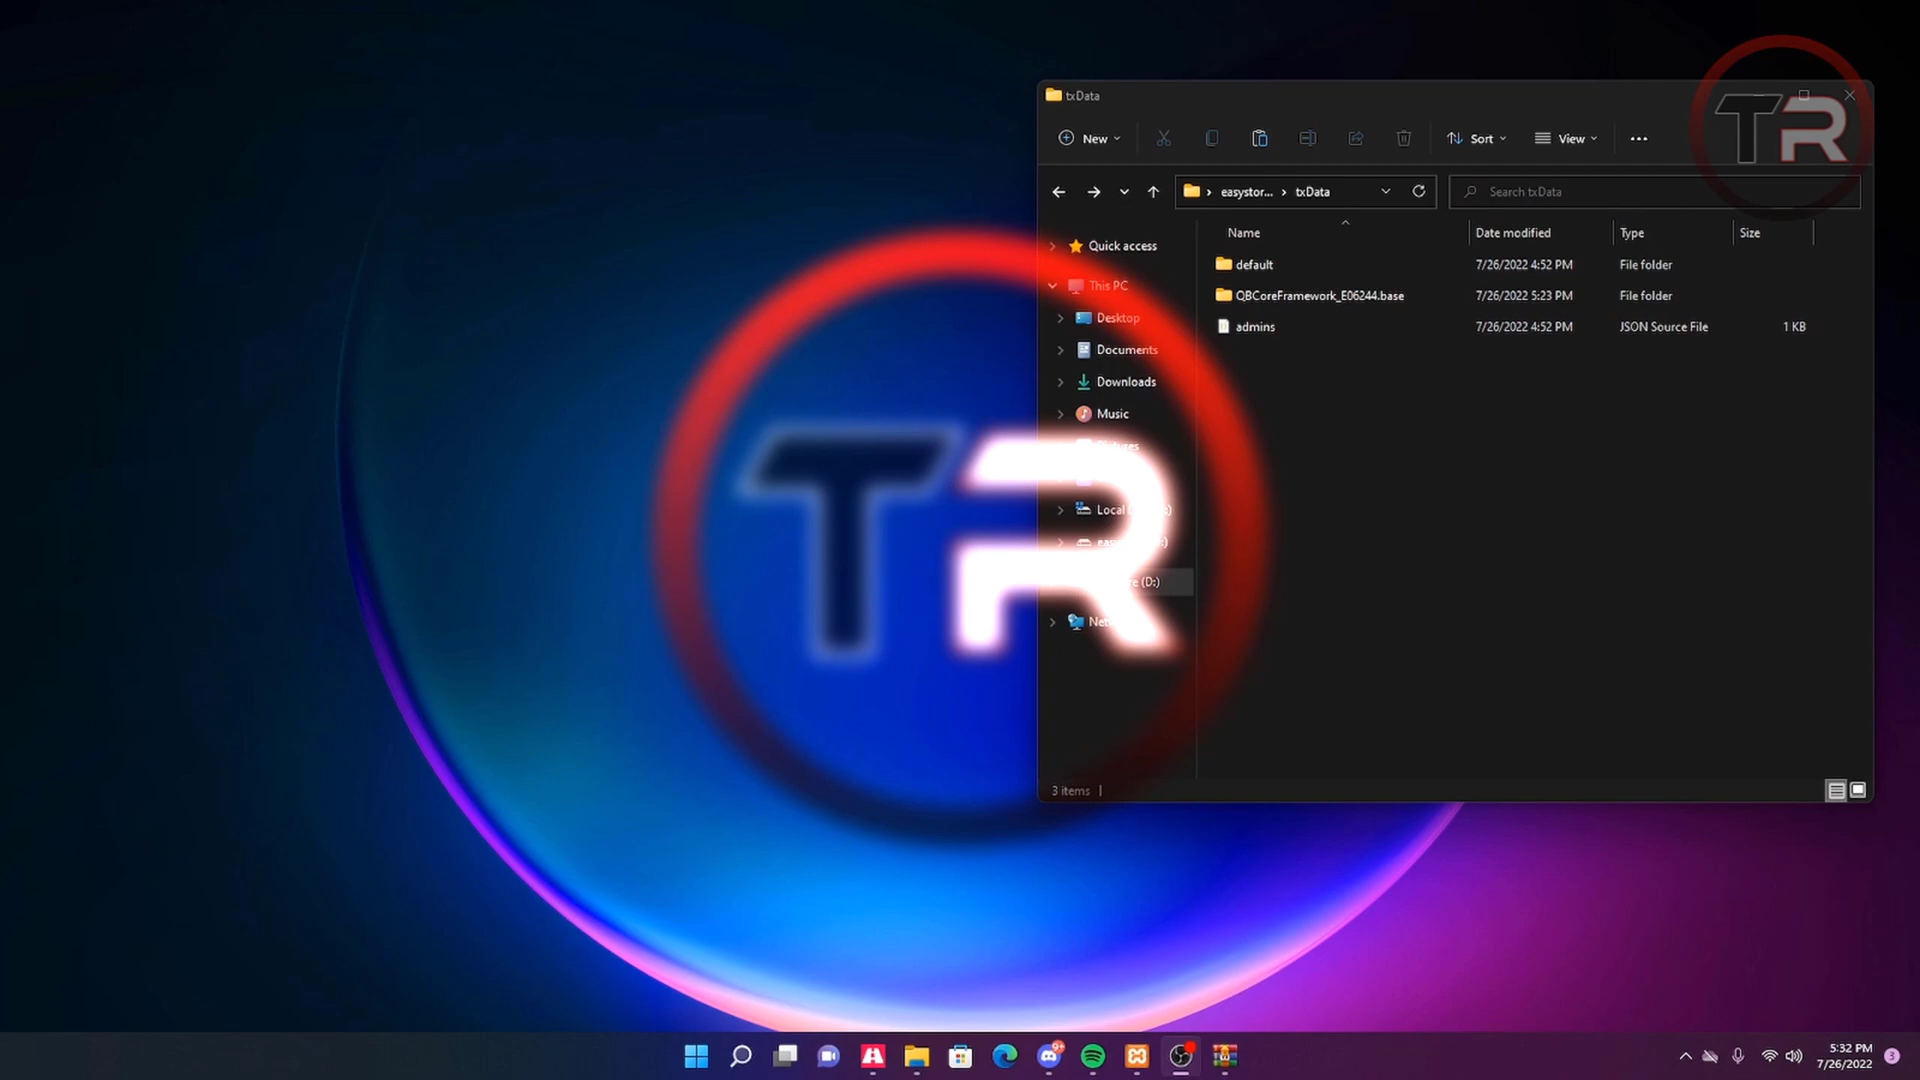 txData
TR
New
Sort
View
easystor...
txData
Search txData
Name
Date modified
Type
Size
Quick access
default
7/26/2022 4:52 PM
File folder
This PC
QBCoreFramework_E06244.base
7/26/2022 5:23 PM
File folder
Desktop
admins
7/26/2022 4:52 PM
JSON Source File
1 KB
Documents
Downloads
Music
TR
Local
(D:)
3 items
9+
5:32 PM
7/26/2022
3